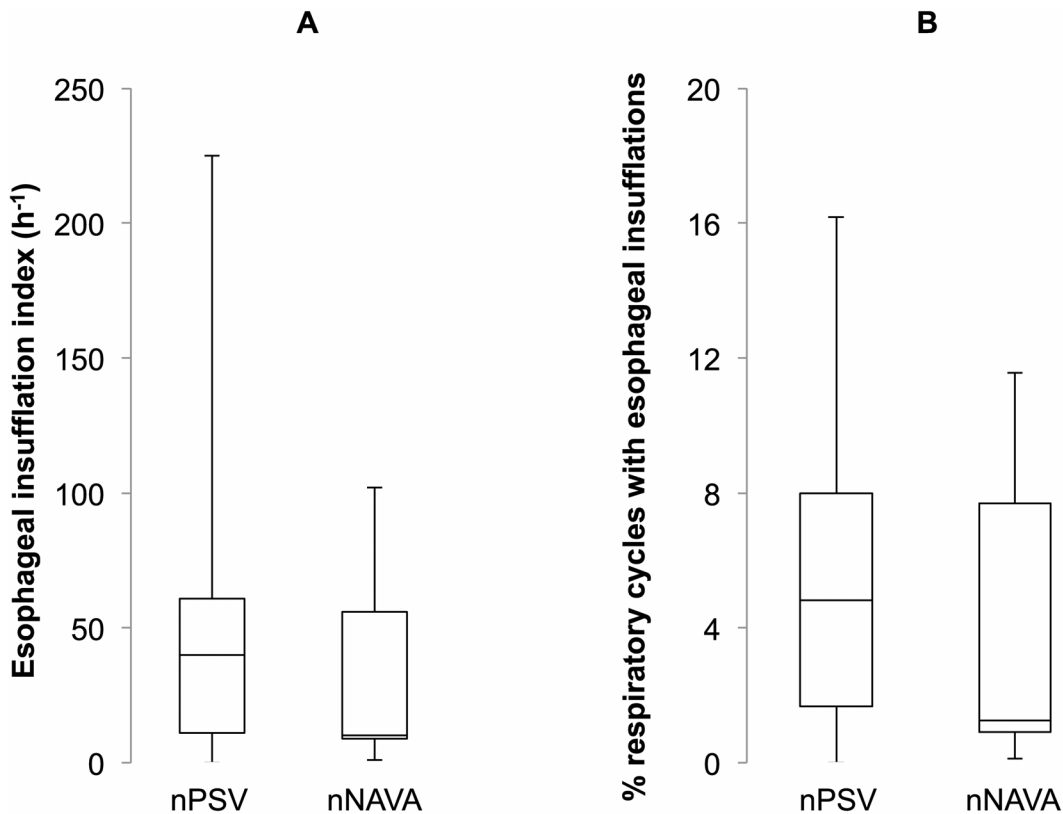 A
Esophageal insufflation index (h-1)
250
200
150
100
50
0
nPSV
nNAVA
B
% respiratory cycles with esophageal insufflations
20
16
12
8
4
0
nPSV
nNAVA